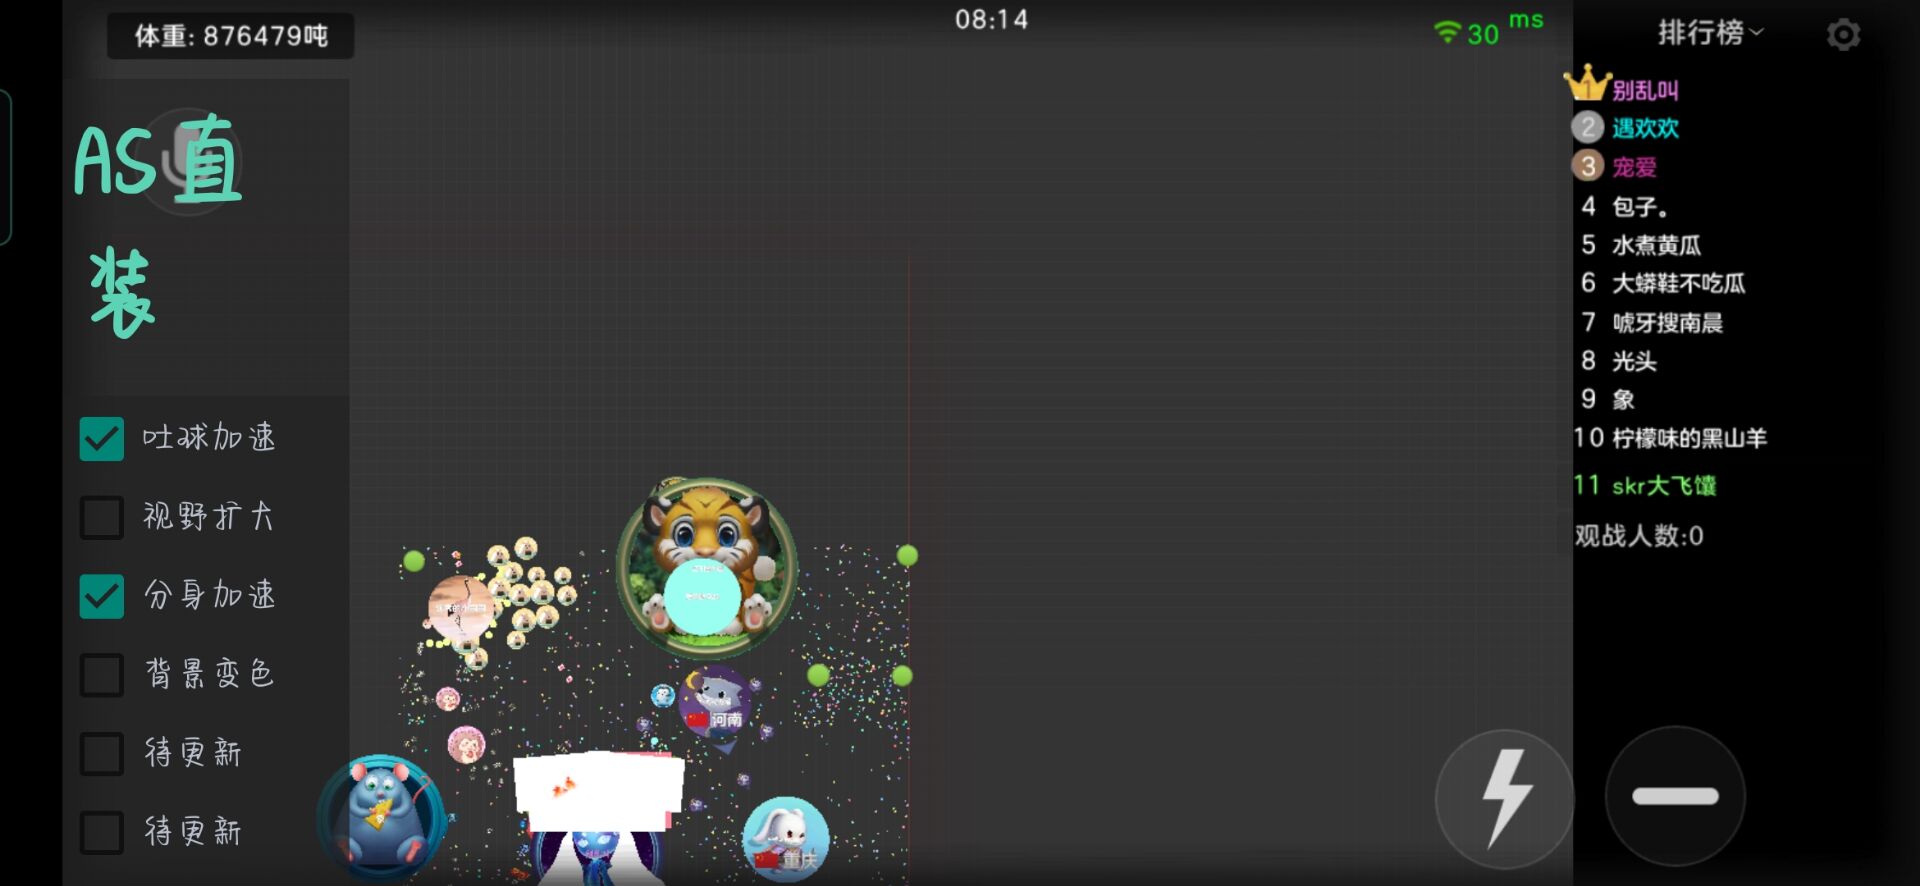 体重: 876479吨
08:14
30 ms
排行榜
AS直
装
吐球加速
视野扩大
分身加速
背景变色
待更新
待更新
1 别乱叫
2 遇欢欢
3 宠爱
4 包子。
5 水煮黄瓜
6 大蟒鞋不吃瓜
7 唬牙搜南晨
8 光头
9 象
10 柠檬味的黑山羊
11 skr大飞馕
观战人数:0
河南
重庆